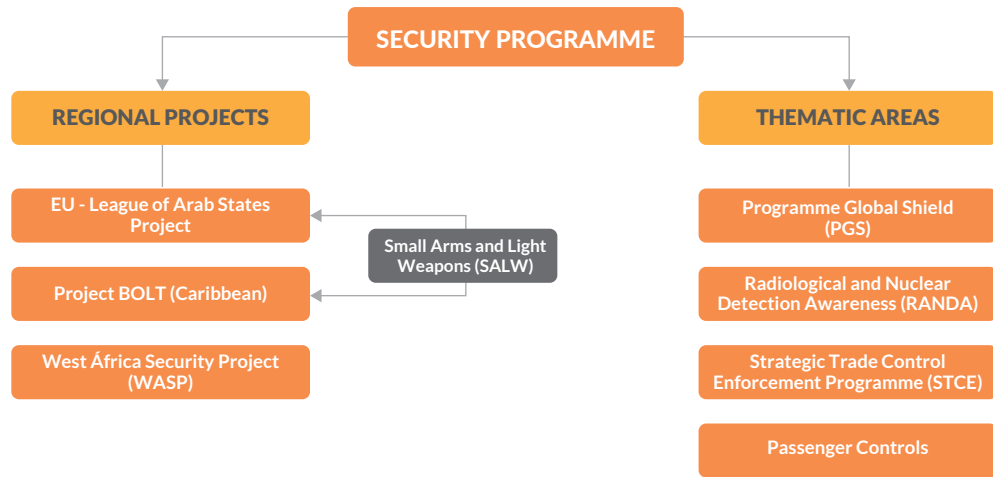 SECURITY PROGRAMME
REGIONAL PROJECTS
EU - League of Arab States
Project
Project BOLT (Caribbean)
West África Security Project
(WASP)
Small Arms and Light
Weapons (SALW)
THEMATIC AREAS
Programme Global Shield
(PGS)
Radiological and Nuclear
Detection Awareness (RANDA)
Strategic Trade Control
Enforcement Programme (STCE)
Passenger Controls